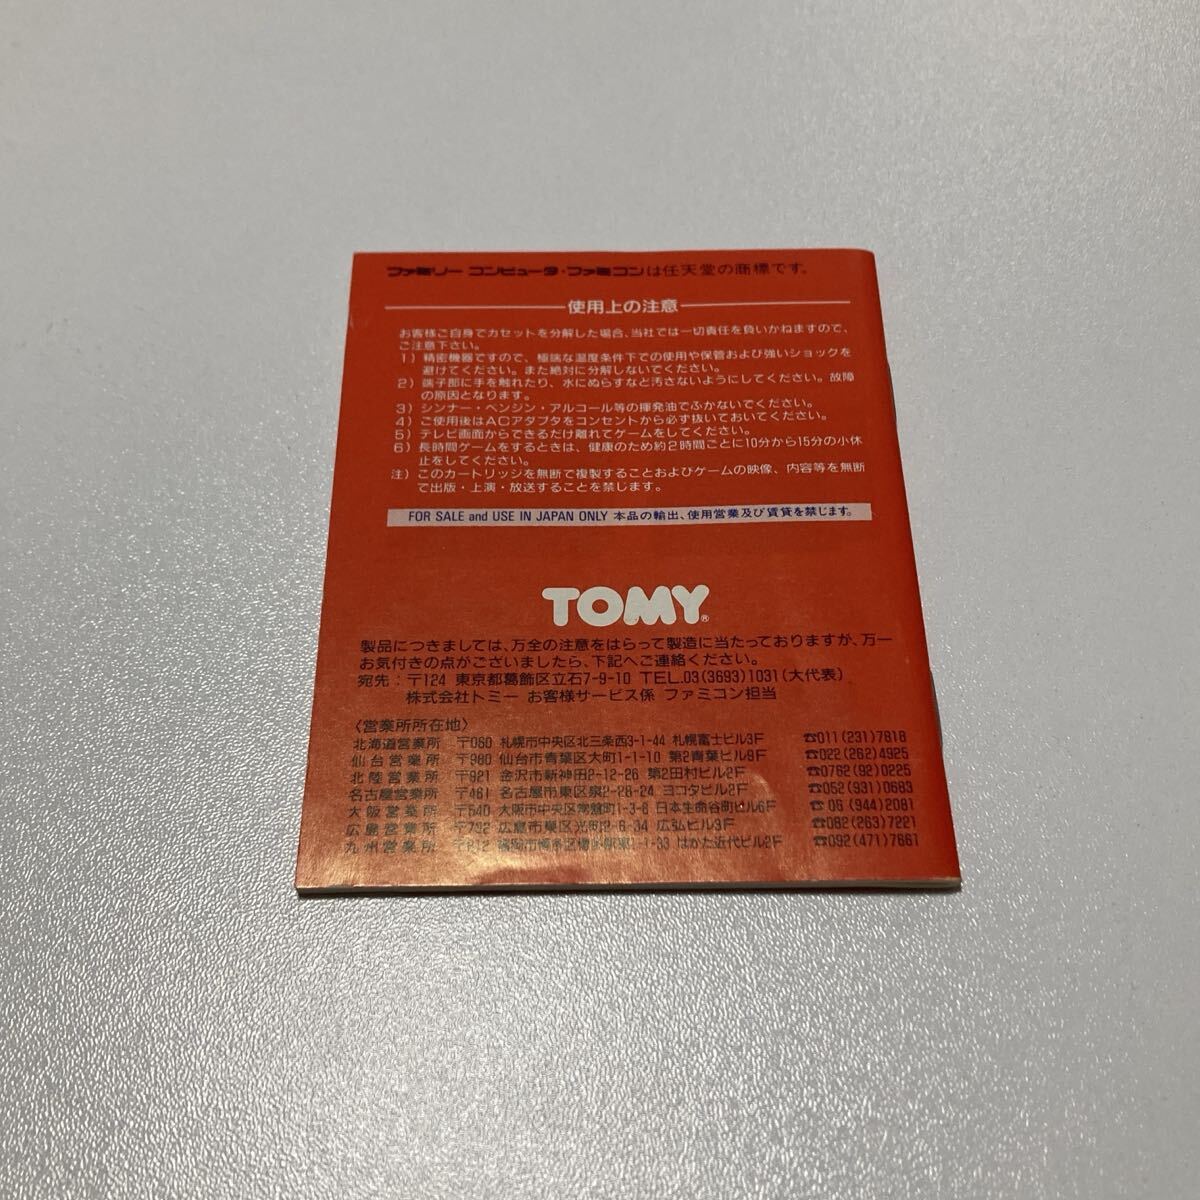 ファミリー コンピュータ・ファミコンは任天堂の商標です。
使用上の注意
お客様ご自身でカセットを分解した場合、当社では一切責任を負いかねますので、
ご注意下さい。
1）精密機器ですので、極端な温度条件下での使用や保管および強いショックを
避けてください。また絶対に分解しないでください。
2）端子部に手を触れたり、水にぬらすなど汚さないようにしてください。故障
の原因となります。
3）シンナー・ベンジン・アルコール等の揮発油でふかないでください。
4）ご使用後はACアダプタをコンセントから必ず抜いておいてください。
5）テレビ画面からできるだけ離れてゲームをしてください。
6）長時間ゲームをするときは、健康のため約2時間ごとに10分から15分の小休
止をしてください。
注）このカートリッジを無断で複製することおよびゲームの映像、内容等を無断
で出版・上演・放送することを禁じます。
FOR SALE and USE IN JAPAN ONLY 本品の輸出、使用営業及び賃貸を禁じます。
TOMY®
製品につきましては、万全の注意をはらって製造に当たっておりますが、万一
お気付きの点がございましたら、下記へご連絡ください。
宛先：〒124 東京都葛飾区立石7-9-10 TEL.03(3693)1031(大代表)
株式会社トミー お客様サービス係 ファミコン担当
〈営業所所在地〉
北海道営業所 〒060 札幌市中央区北三条西3-1-44 札幌富士ビル3F ☎011(231)7818
仙台営業所 〒980 仙台市青葉区大町1-1-10 第2青葉ビル9F ☎022(262)4925
北陸営業所 〒921 金沢市新神田2-12-26 第2田村ビル2F ☎0762(92)0225
名古屋営業所 〒461 名古屋市東区泉2-28-24 ヨコタビル2F ☎052(931)0683
大阪営業所 〒540 大阪市中央区常盤町1-3-8 日本生命谷町ビル6F ☎06(944)2081
広島営業所 〒732 広島市東区光町2-6-34 広弘ビル3F ☎082(263)7221
九州営業所 〒812 福岡市博多区博多駅東1-1-33 はかた近代ビル2F ☎092(471)7661